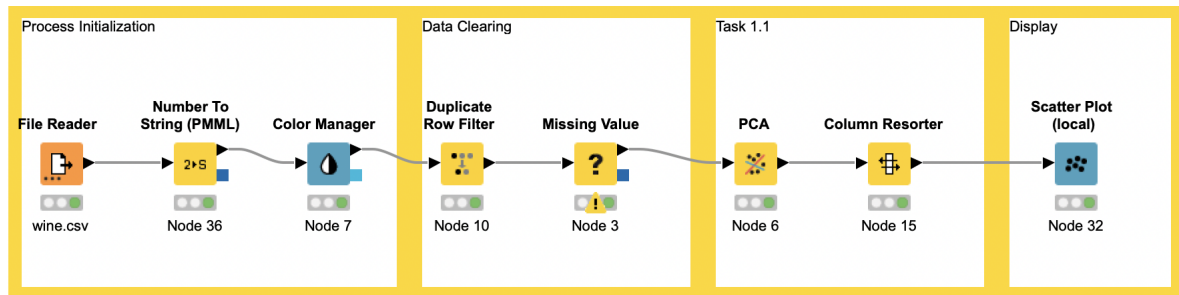 Process Initialization
Data Clearing
Task 1.1
Display
File Reader
Number To
String (PMML)
Color Manager
Duplicate
Row Filter
Missing Value
PCA
Column Resorter
Scatter Plot
(local)
2▸S
?
!
wine.csv
Node 36
Node 7
Node 10
Node 3
Node 6
Node 15
Node 32